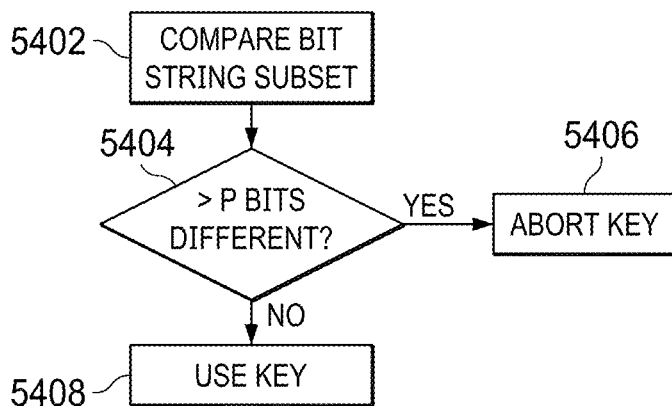 5402
COMPARE BIT
STRING SUBSET
5404
> P BITS
DIFFERENT?
YES
5406
ABORT KEY
NO
5408
USE KEY